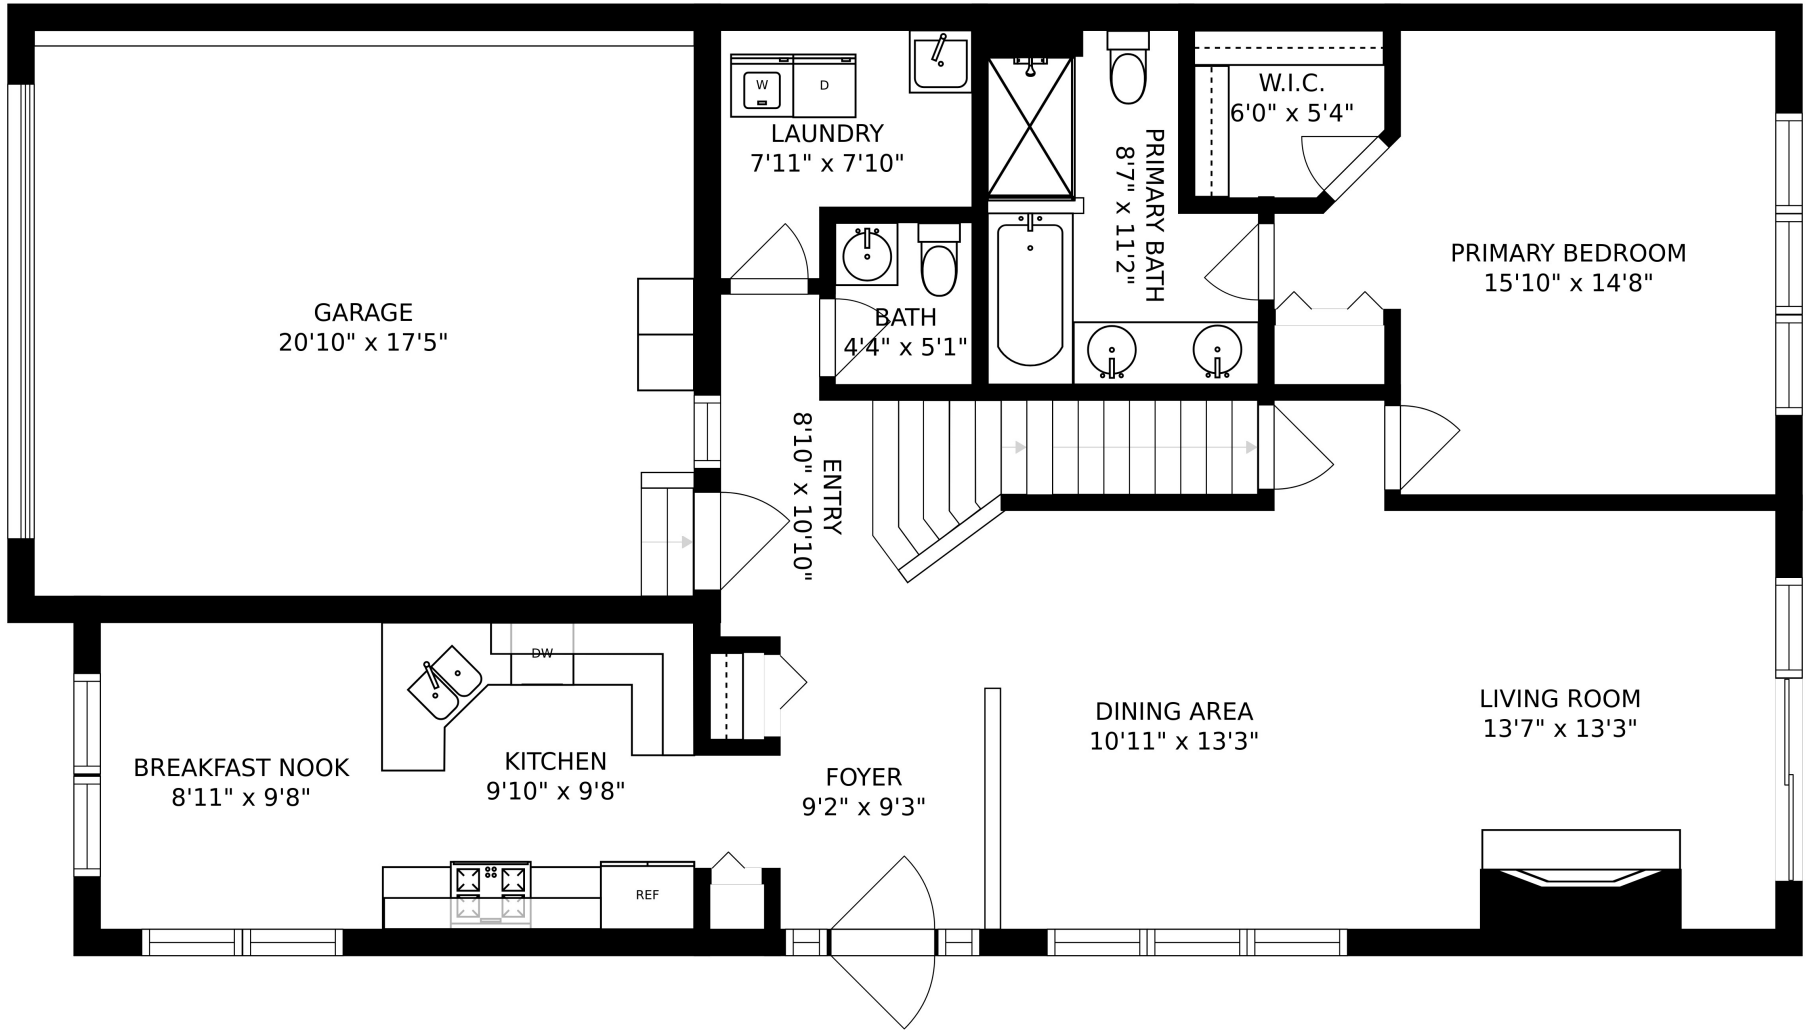 W
D
LAUNDRY
7'11" x 7'10"
W.I.C.
6'0" x 5'4"
PRIMARY BATH
8'7" x 11'2"
PRIMARY BEDROOM
15'10" x 14'8"
GARAGE
20'10" x 17'5"
BATH
4'4" x 5'1"
ENTRY
8'10" x 10'10"
DW
BREAKFAST NOOK
8'11" x 9'8"
KITCHEN
9'10" x 9'8"
FOYER
9'2" x 9'3"
DINING AREA
10'11" x 13'3"
LIVING ROOM
13'7" x 13'3"
REF